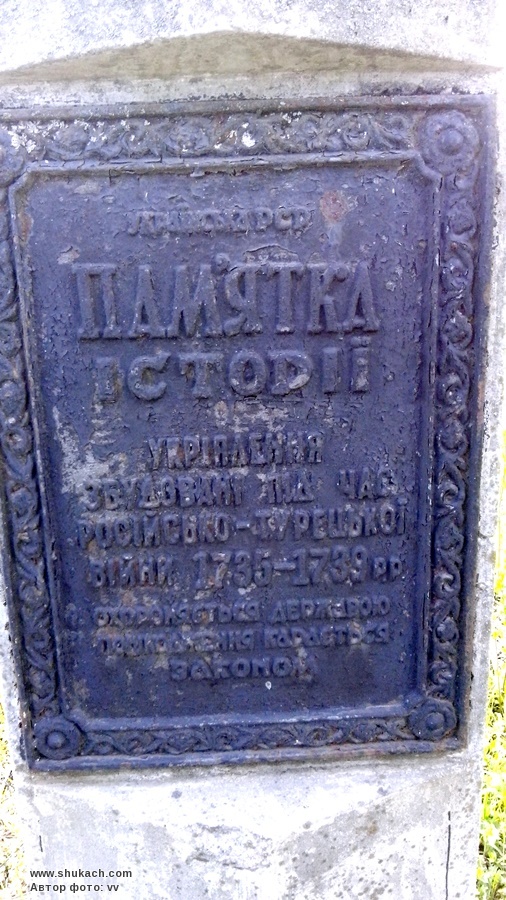 УКРАЇНСЬКА РСР
ПАМ'ЯТКА
ІСТОРІЇ
УКРІПЛЕННЯ
ЗБУДОВАНІ ПІД ЧАС
РОСІЙСЬКО-ТУРЕЦЬКОЇ
ВІЙНИ 1735-1739 РР
ОХОРОНЯЄТЬСЯ ДЕРЖАВОЮ
ПОШКОДЖЕННЯ КАРАЄТЬСЯ
ЗАКОНОМ
www.shukach.com
Автор фото: vv